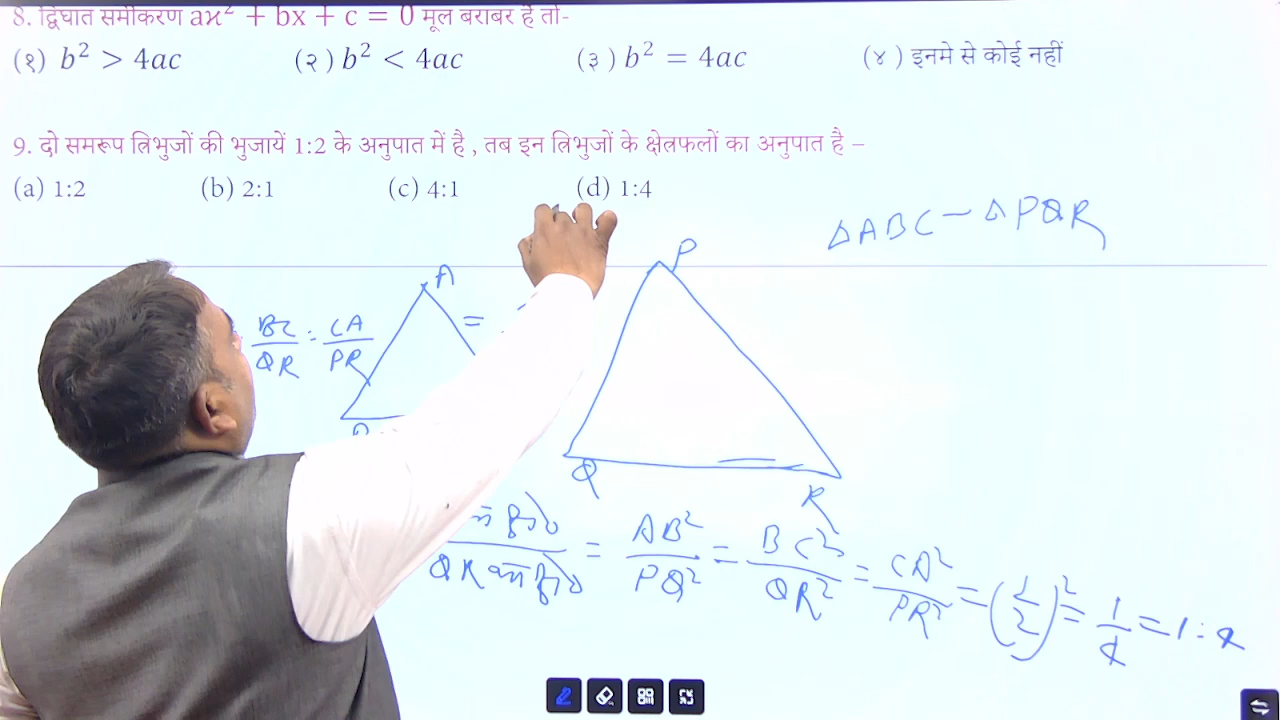 8. द्विघात समीकरण ax² + bx + c = 0 मूल बराबर है तो-
(१) b² > 4ac (२) b² < 4ac (३) b² = 4ac (४) इनमे से कोई नहीं
9. दो समरूप त्रिभुजों की भुजायें 1:2 के अनुपात में है, तब इन त्रिभुजों के क्षेत्रफलों का अनुपात है –
(a) 1:2 (b) 2:1 (c) 4:1 (d) 1:4
△ABC ~ △PQR
P
A
BC/QR = CA/PR =
Q
R
= AB²/PQ² = BC²/QR² = CA²/PR² = (1/2)² = 1/4 = 1:4